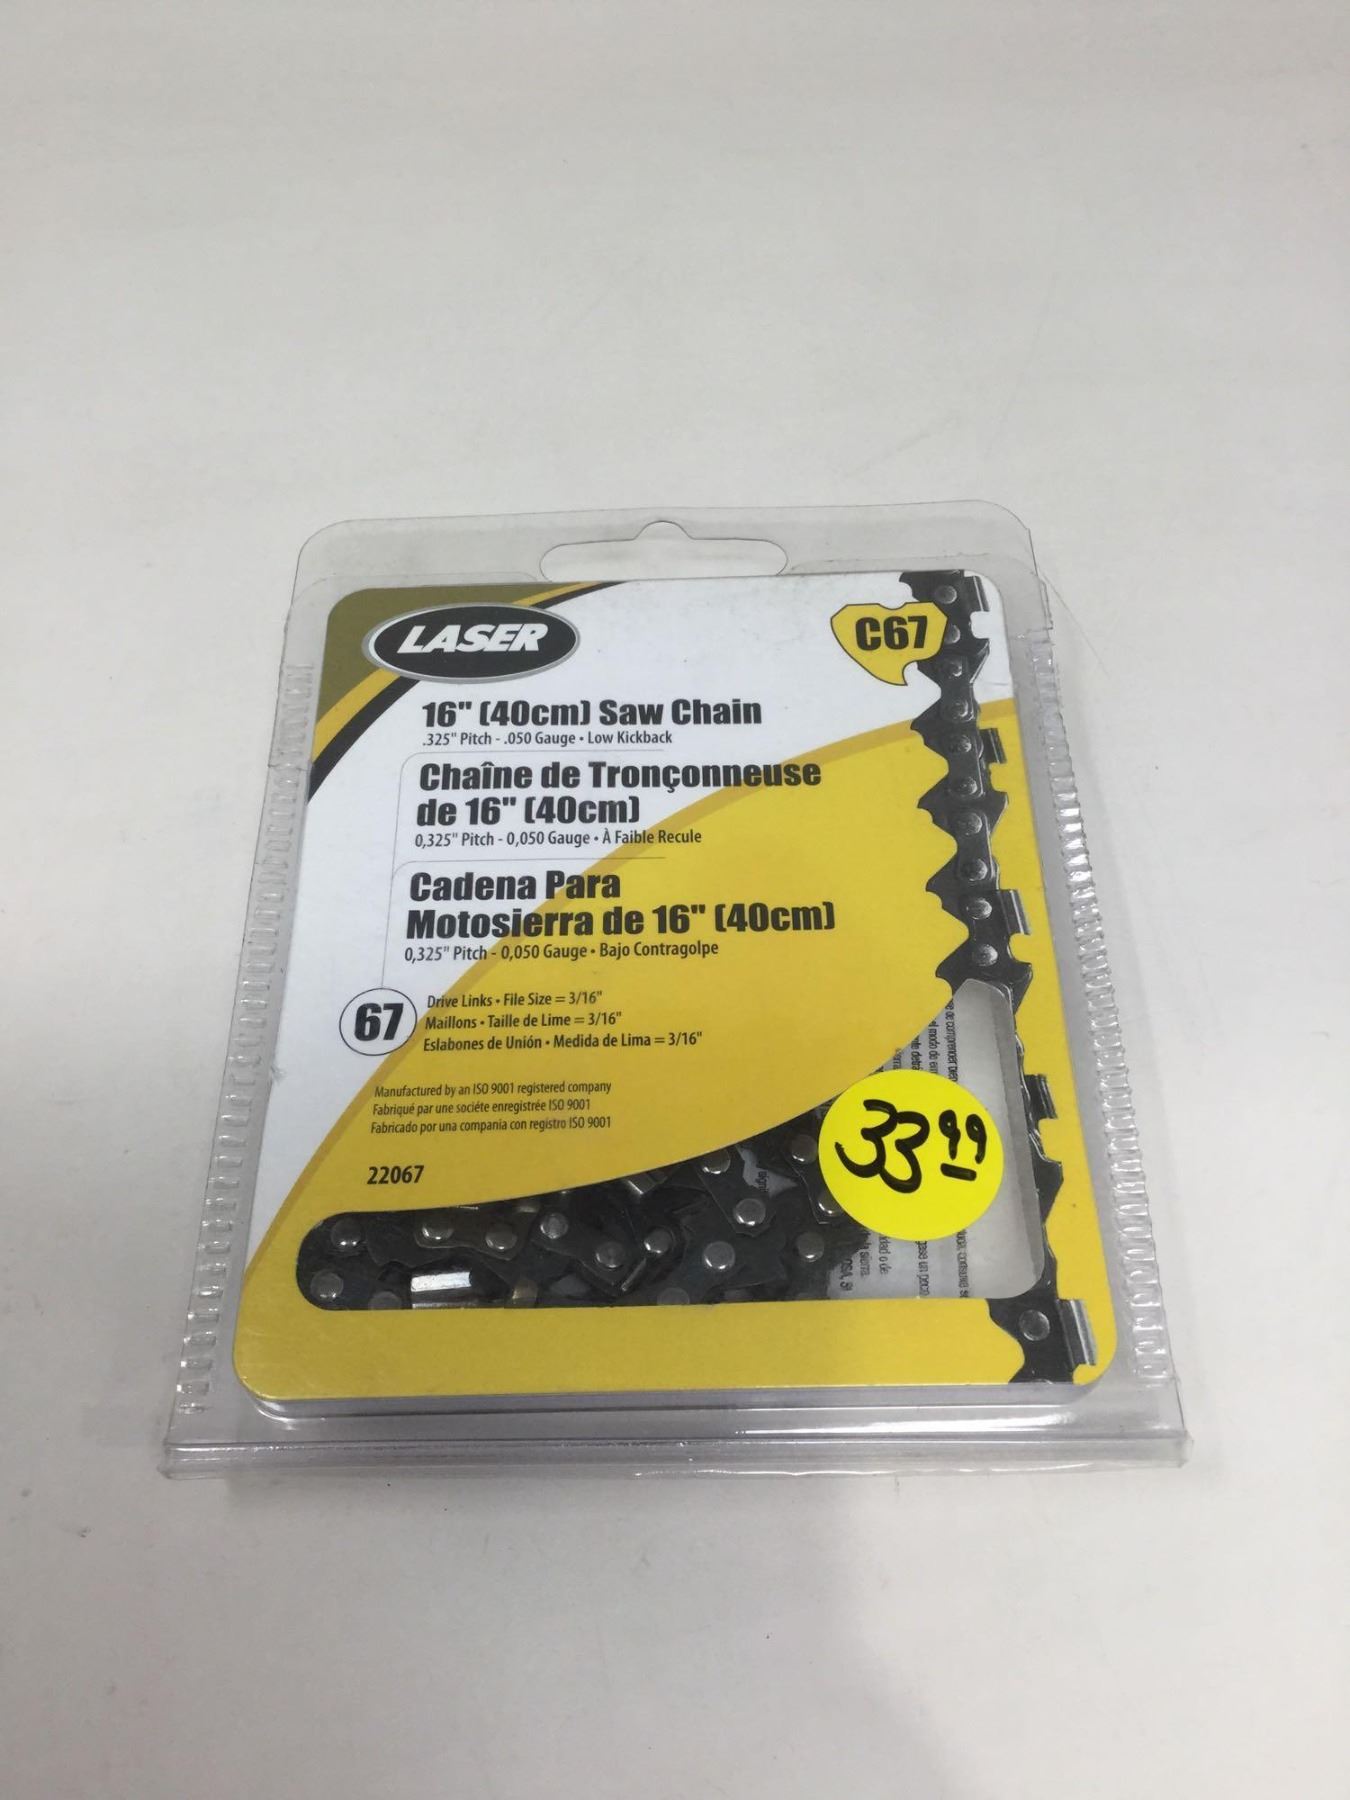 LASER
C67
16" (40cm) Saw Chain
.325" Pitch - .050 Gauge • Low Kickback
Chaîne de Tronçonneuse
de 16" (40cm)
0,325" Pitch - 0,050 Gauge • À Faible Recule
Cadena Para
Motosierra de 16" (40cm)
0,325" Pitch - 0,050 Gauge • Bajo Contragolpe
67
Drive Links • File Size = 3/16"
Maillons • Taille de Lime = 3/16"
Eslabones de Unión • Medida de Lima = 3/16"
Manufactured by an ISO 9001 registered company
Fabriqué par une sociéte enregistrée ISO 9001
Fabricado por una compania con registro ISO 9001
22067
33 99